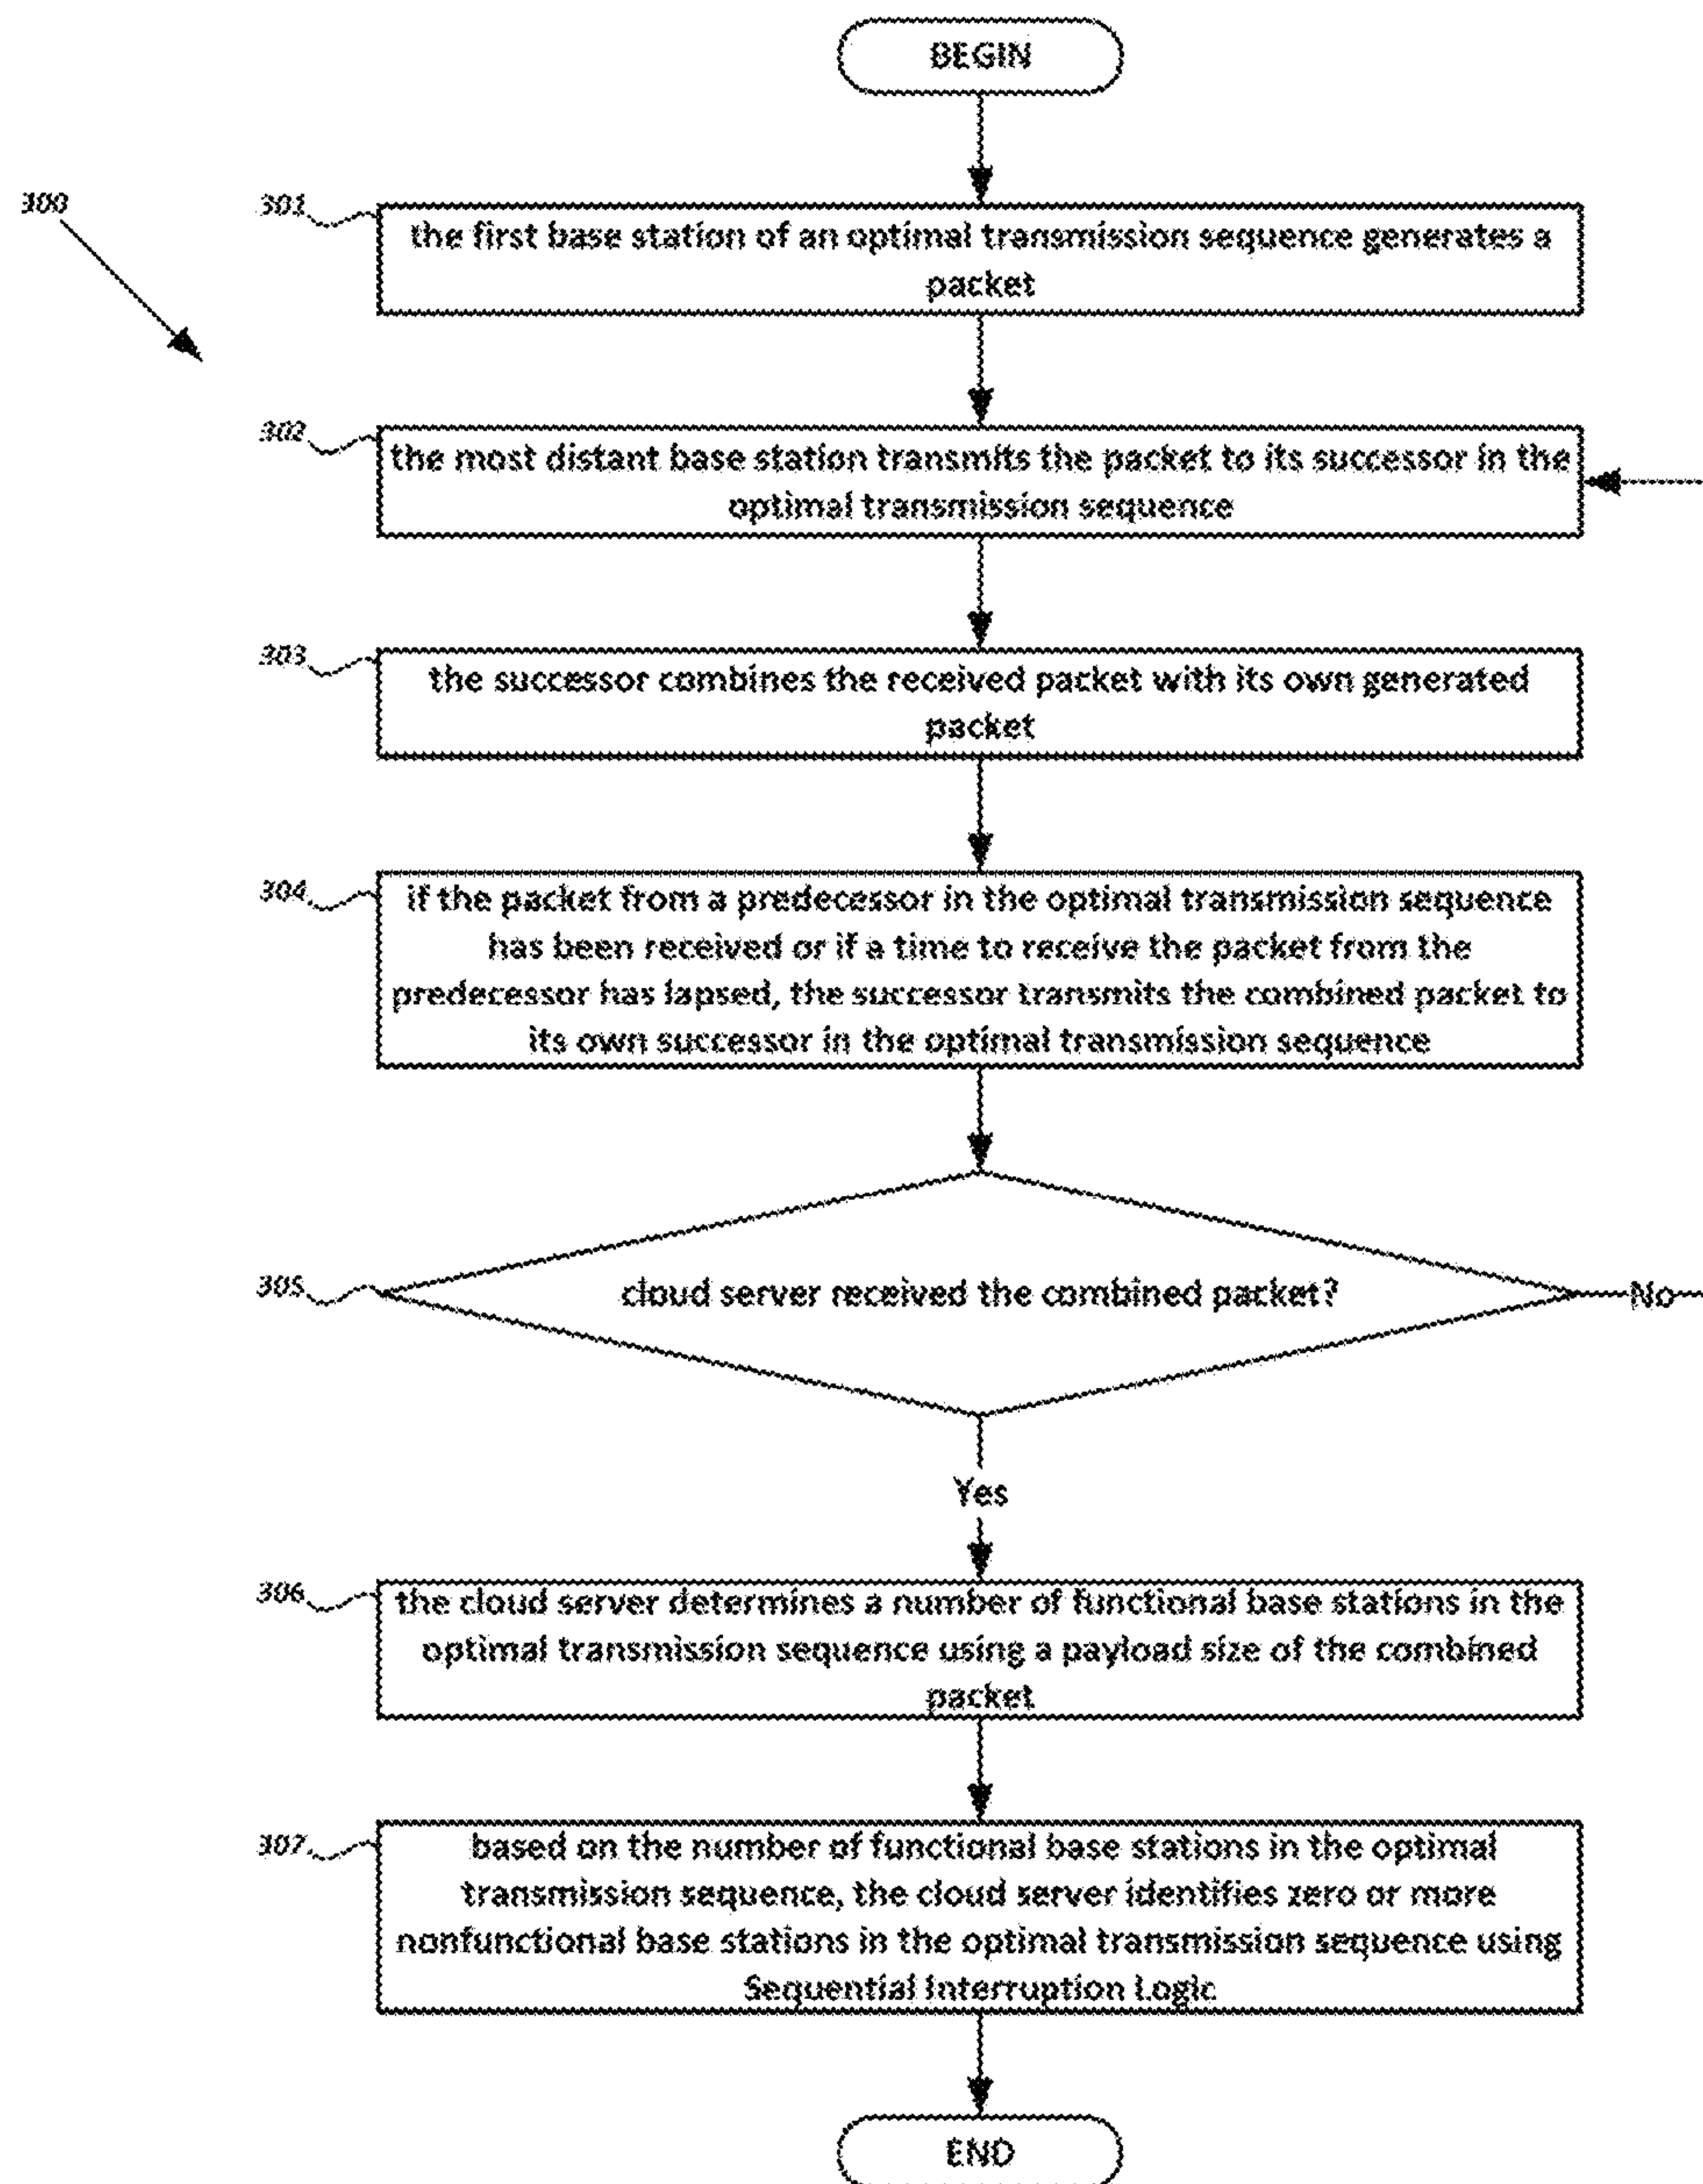 BEGIN
300
301
the first base station of an optimal transmission sequence generates a
packet
302
the most distant base station transmits the packet to its successor in the
optimal transmission sequence
303
the successor combines the received packet with its own generated
packet
304
if the packet from a predecessor in the optimal transmission sequence
has been received or if a time to receive the packet from the
predecessor has lapsed, the successor transmits the combined packet to
its own successor in the optimal transmission sequence
305
cloud server received the combined packet?
No
Yes
306
the cloud server determines a number of functional base stations in the
optimal transmission sequence using a payload size of the combined
packet
307
based on the number of functional base stations in the optimal
transmission sequence, the cloud server identifies zero or more
nonfunctional base stations in the optimal transmission sequence using
Sequential Interruption Logic
END